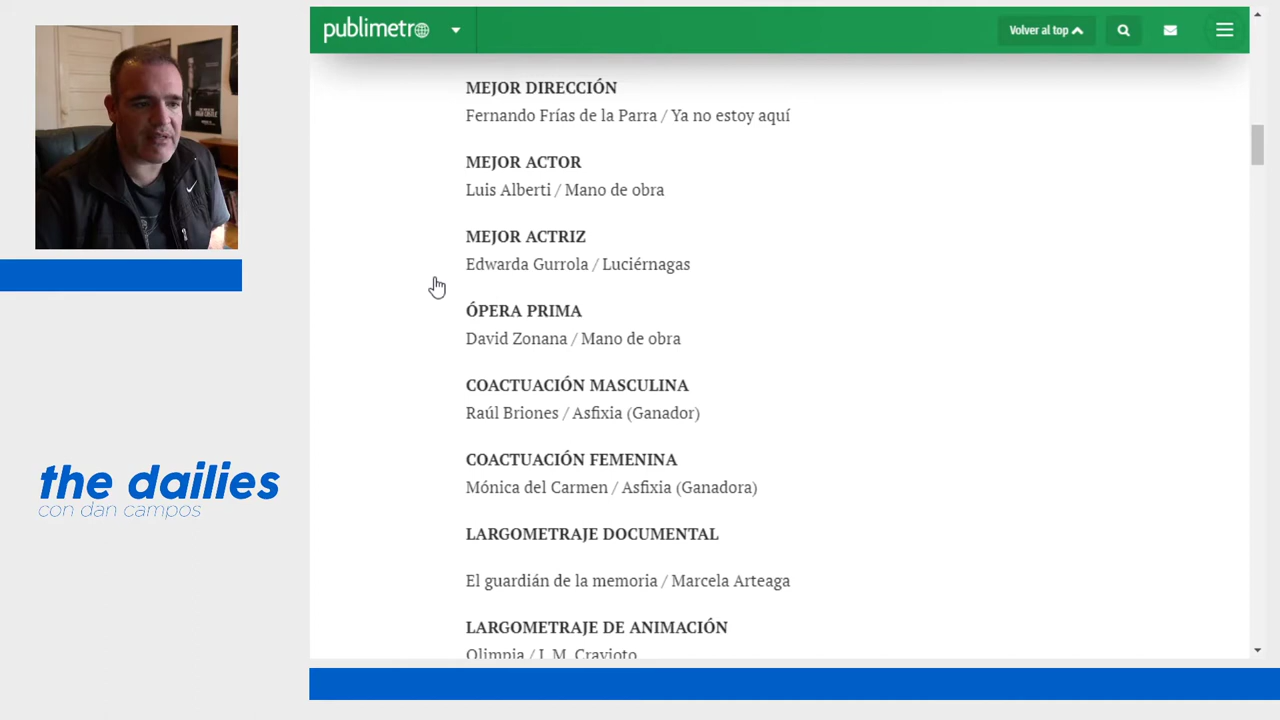 publimetro
Volver al top
MEJOR DIRECCIÓN
Fernando Frías de la Parra / Ya no estoy aquí
MEJOR ACTOR
Luis Alberti / Mano de obra
MEJOR ACTRIZ
Edwarda Gurrola / Luciérnagas
ÓPERA PRIMA
David Zonana / Mano de obra
COACTUACIÓN MASCULINA
Raúl Briones / Asfixia (Ganador)
COACTUACIÓN FEMENINA
Mónica del Carmen / Asfixia (Ganadora)
LARGOMETRAJE DOCUMENTAL
El guardián de la memoria / Marcela Arteaga
LARGOMETRAJE DE ANIMACIÓN
Olimpia / J. M. Cravioto
the dailies
con dan campos